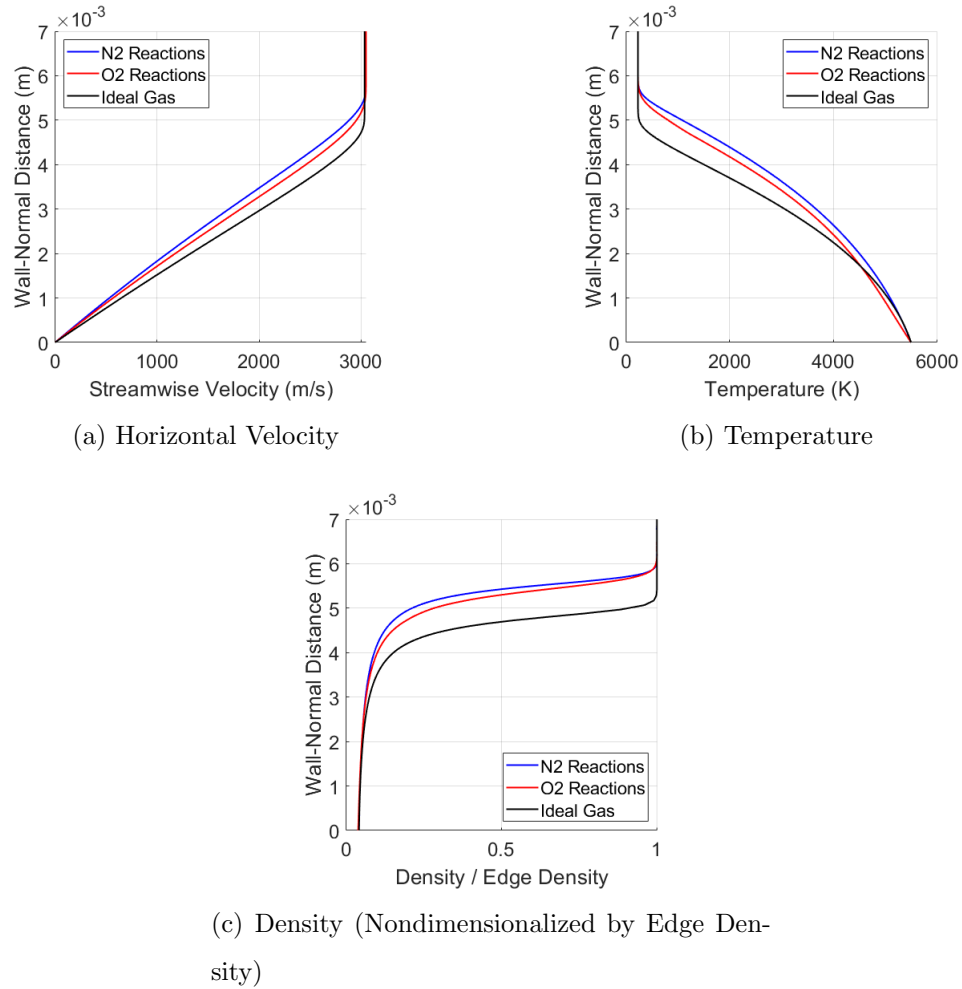 ×10-3
7
6
5
4
3
2
1
0
Wall-Normal Distance (m)
N2 Reactions
O2 Reactions
Ideal Gas
0 1000 2000 3000
Streamwise Velocity (m/s)
(a) Horizontal Velocity
×10-3
7
6
5
4
3
2
1
0
Wall-Normal Distance (m)
N2 Reactions
O2 Reactions
Ideal Gas
0 2000 4000 6000
Temperature (K)
(b) Temperature
×10-3
7
6
5
4
3
2
1
0
Wall-Normal Distance (m)
N2 Reactions
O2 Reactions
Ideal Gas
0 0.5 1
Density / Edge Density
(c) Density (Nondimensionalized by Edge Den-
sity)